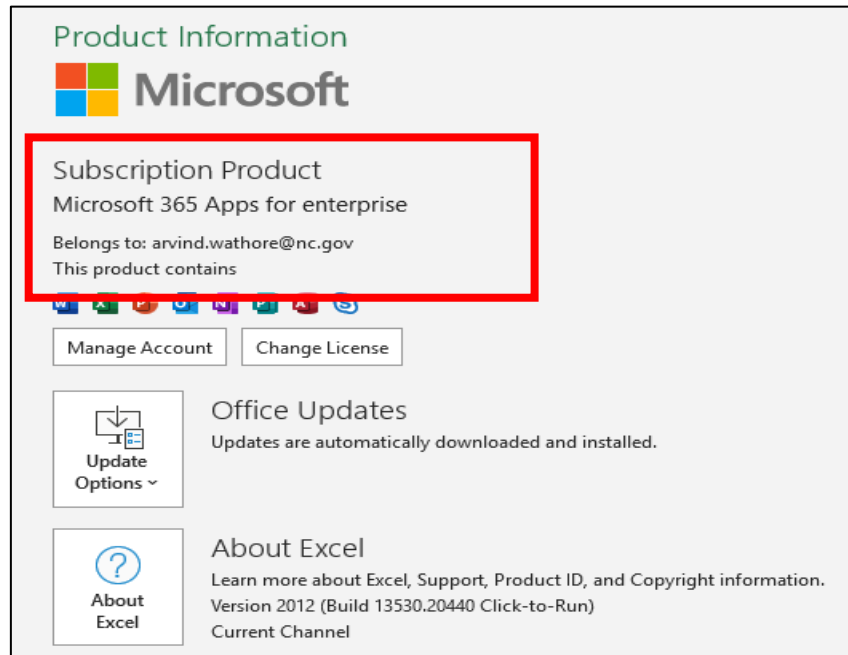 Product Information
Microsoft
Subscription Product
Microsoft 365 Apps for enterprise
Belongs to: arvind.wathore@nc.gov
This product contains
Manage Account
Change License
Office Updates
Updates are automatically downloaded and installed.
Update
Options
About Excel
Learn more about Excel, Support, Product ID, and Copyright information.
Version 2012 (Build 13530.20440 Click-to-Run)
Current Channel
About
Excel